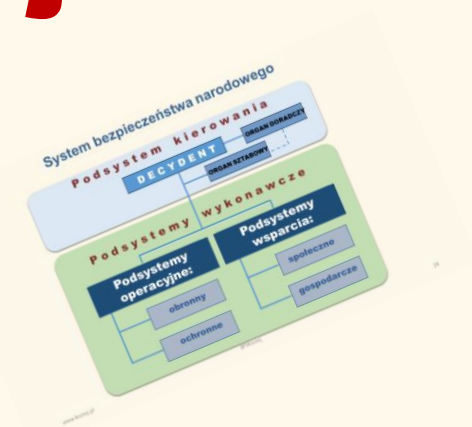 System bezpieczeństwa narodowego
Podsystem kierowania
DECYDENT
ORGAN DORADCZY
ORGAN SZTABOWY
Podsystemy wykonawcze
Podsystemy
operacyjne:
obronny
ochronne
Podsystemy
wsparcia:
społeczne
gospodarcze